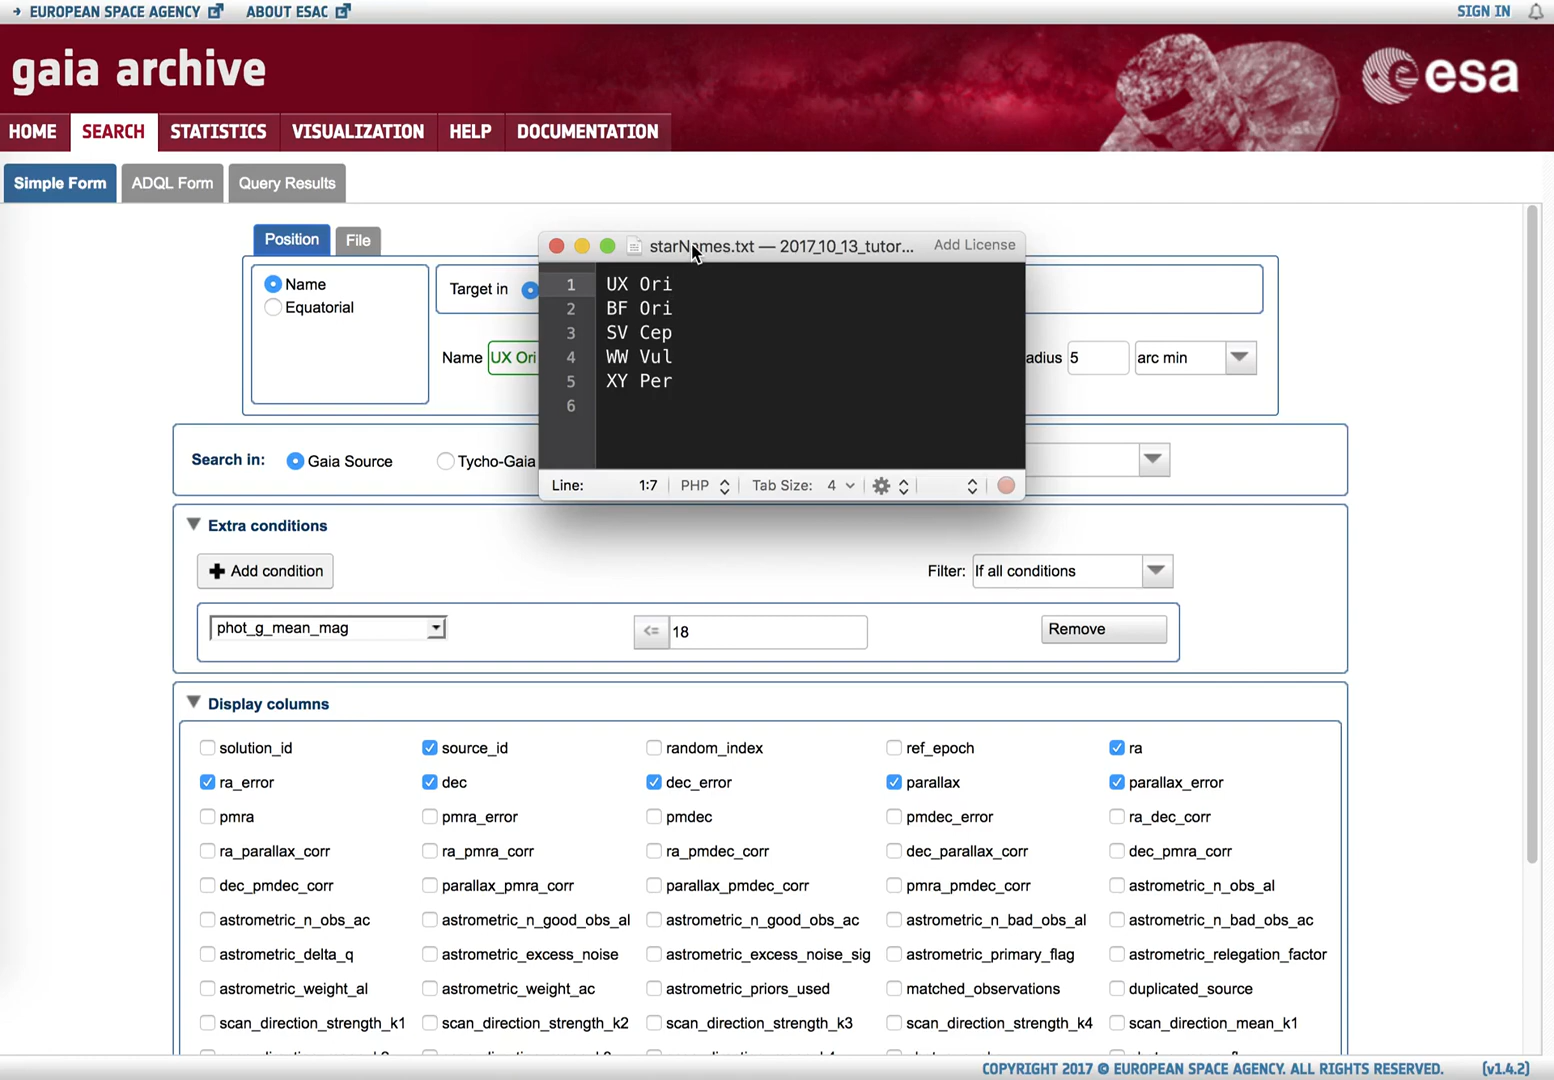 EUROPEAN SPACE AGENCY ABOUT ESAC SIGN IN
gaia archive
esa
HOME SEARCH STATISTICS VISUALIZATION HELP DOCUMENTATION
Simple Form ADQL Form Query Results
Position File
Name
Equatorial
Target in
Name UX Ori
adius 5 arc min
starNames.txt — 2017_10_13_tutor... Add License
1 UX Ori
2 BF Ori
3 SV Cep
4 WW Vul
5 XY Per
6
Line: 1:7 PHP Tab Size: 4
Search in: Gaia Source Tycho-Gaia
Extra conditions
Add condition Filter: If all conditions
phot_g_mean_mag <= 18 Remove
Display columns
solution_id source_id random_index ref_epoch ra
ra_error dec dec_error parallax parallax_error
pmra pmra_error pmdec pmdec_error ra_dec_corr
ra_parallax_corr ra_pmra_corr ra_pmdec_corr dec_parallax_corr dec_pmra_corr
dec_pmdec_corr parallax_pmra_corr parallax_pmdec_corr pmra_pmdec_corr astrometric_n_obs_al
astrometric_n_obs_ac astrometric_n_good_obs_al astrometric_n_good_obs_ac astrometric_n_bad_obs_al astrometric_n_bad_obs_ac
astrometric_delta_q astrometric_excess_noise astrometric_excess_noise_sig astrometric_primary_flag astrometric_relegation_factor
astrometric_weight_al astrometric_weight_ac astrometric_priors_used matched_observations duplicated_source
scan_direction_strength_k1 scan_direction_strength_k2 scan_direction_strength_k3 scan_direction_strength_k4 scan_direction_mean_k1
COPYRIGHT 2017 © EUROPEAN SPACE AGENCY. ALL RIGHTS RESERVED. (v1.4.2)